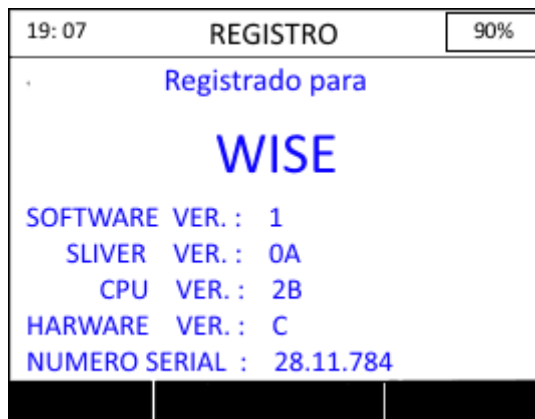 19: 07 REGISTRO 90%
Registrado para
WISE
SOFTWARE VER. : 1
SLIVER VER. : 0A
CPU VER. : 2B
HARWARE VER. : C
NUMERO SERIAL : 28.11.784